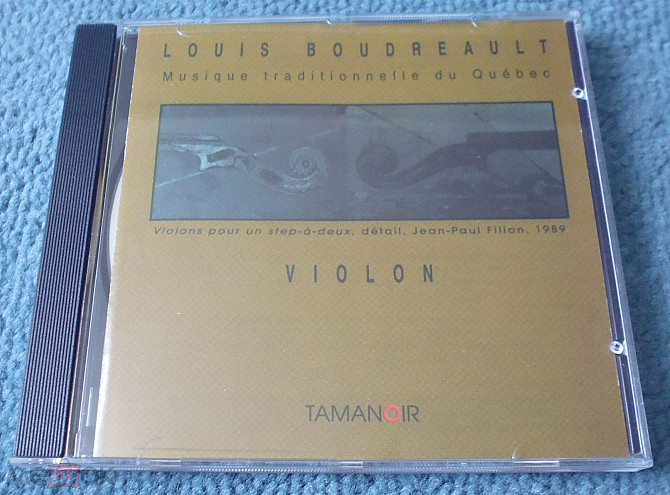 LOUIS BOUDREAULT
Musique traditionnelle du Québec
Violons pour un step-à-deux, détail, Jean-Paul Filion, 1989
VIOLON
TAMANOIR